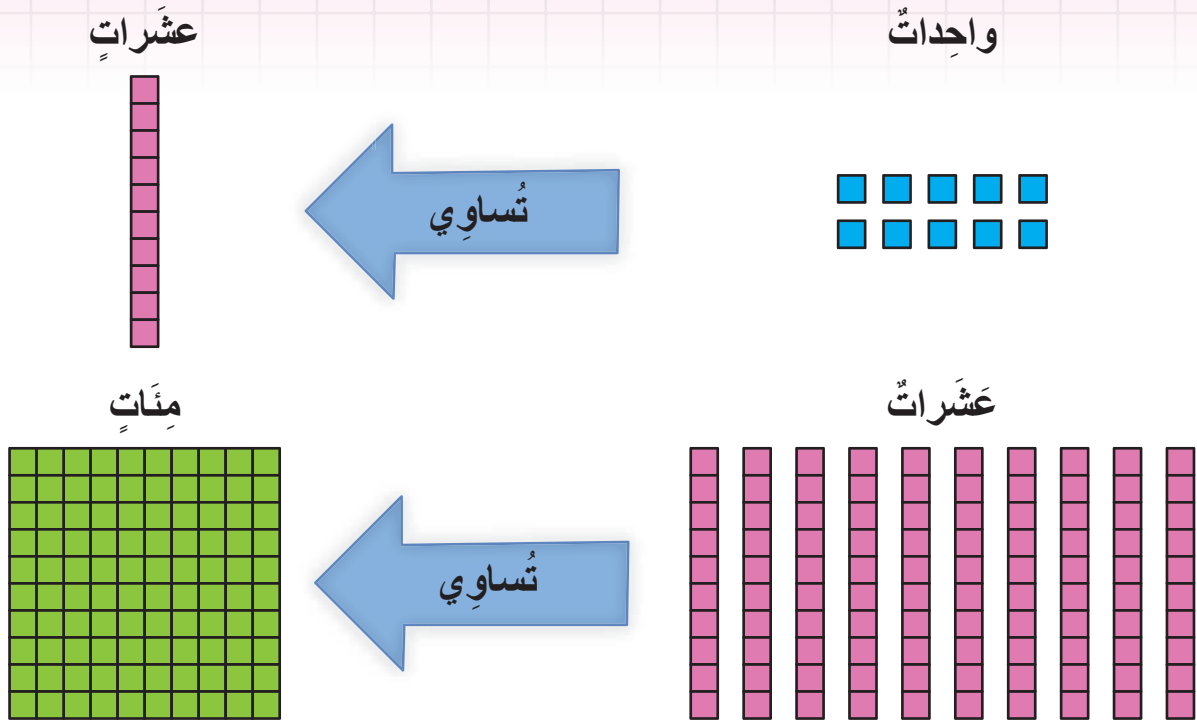 واحِداتٌ
عشَراتٍ
تُساوِي
عَشَراتٌ
مِئَاتٍ
تُساوِي